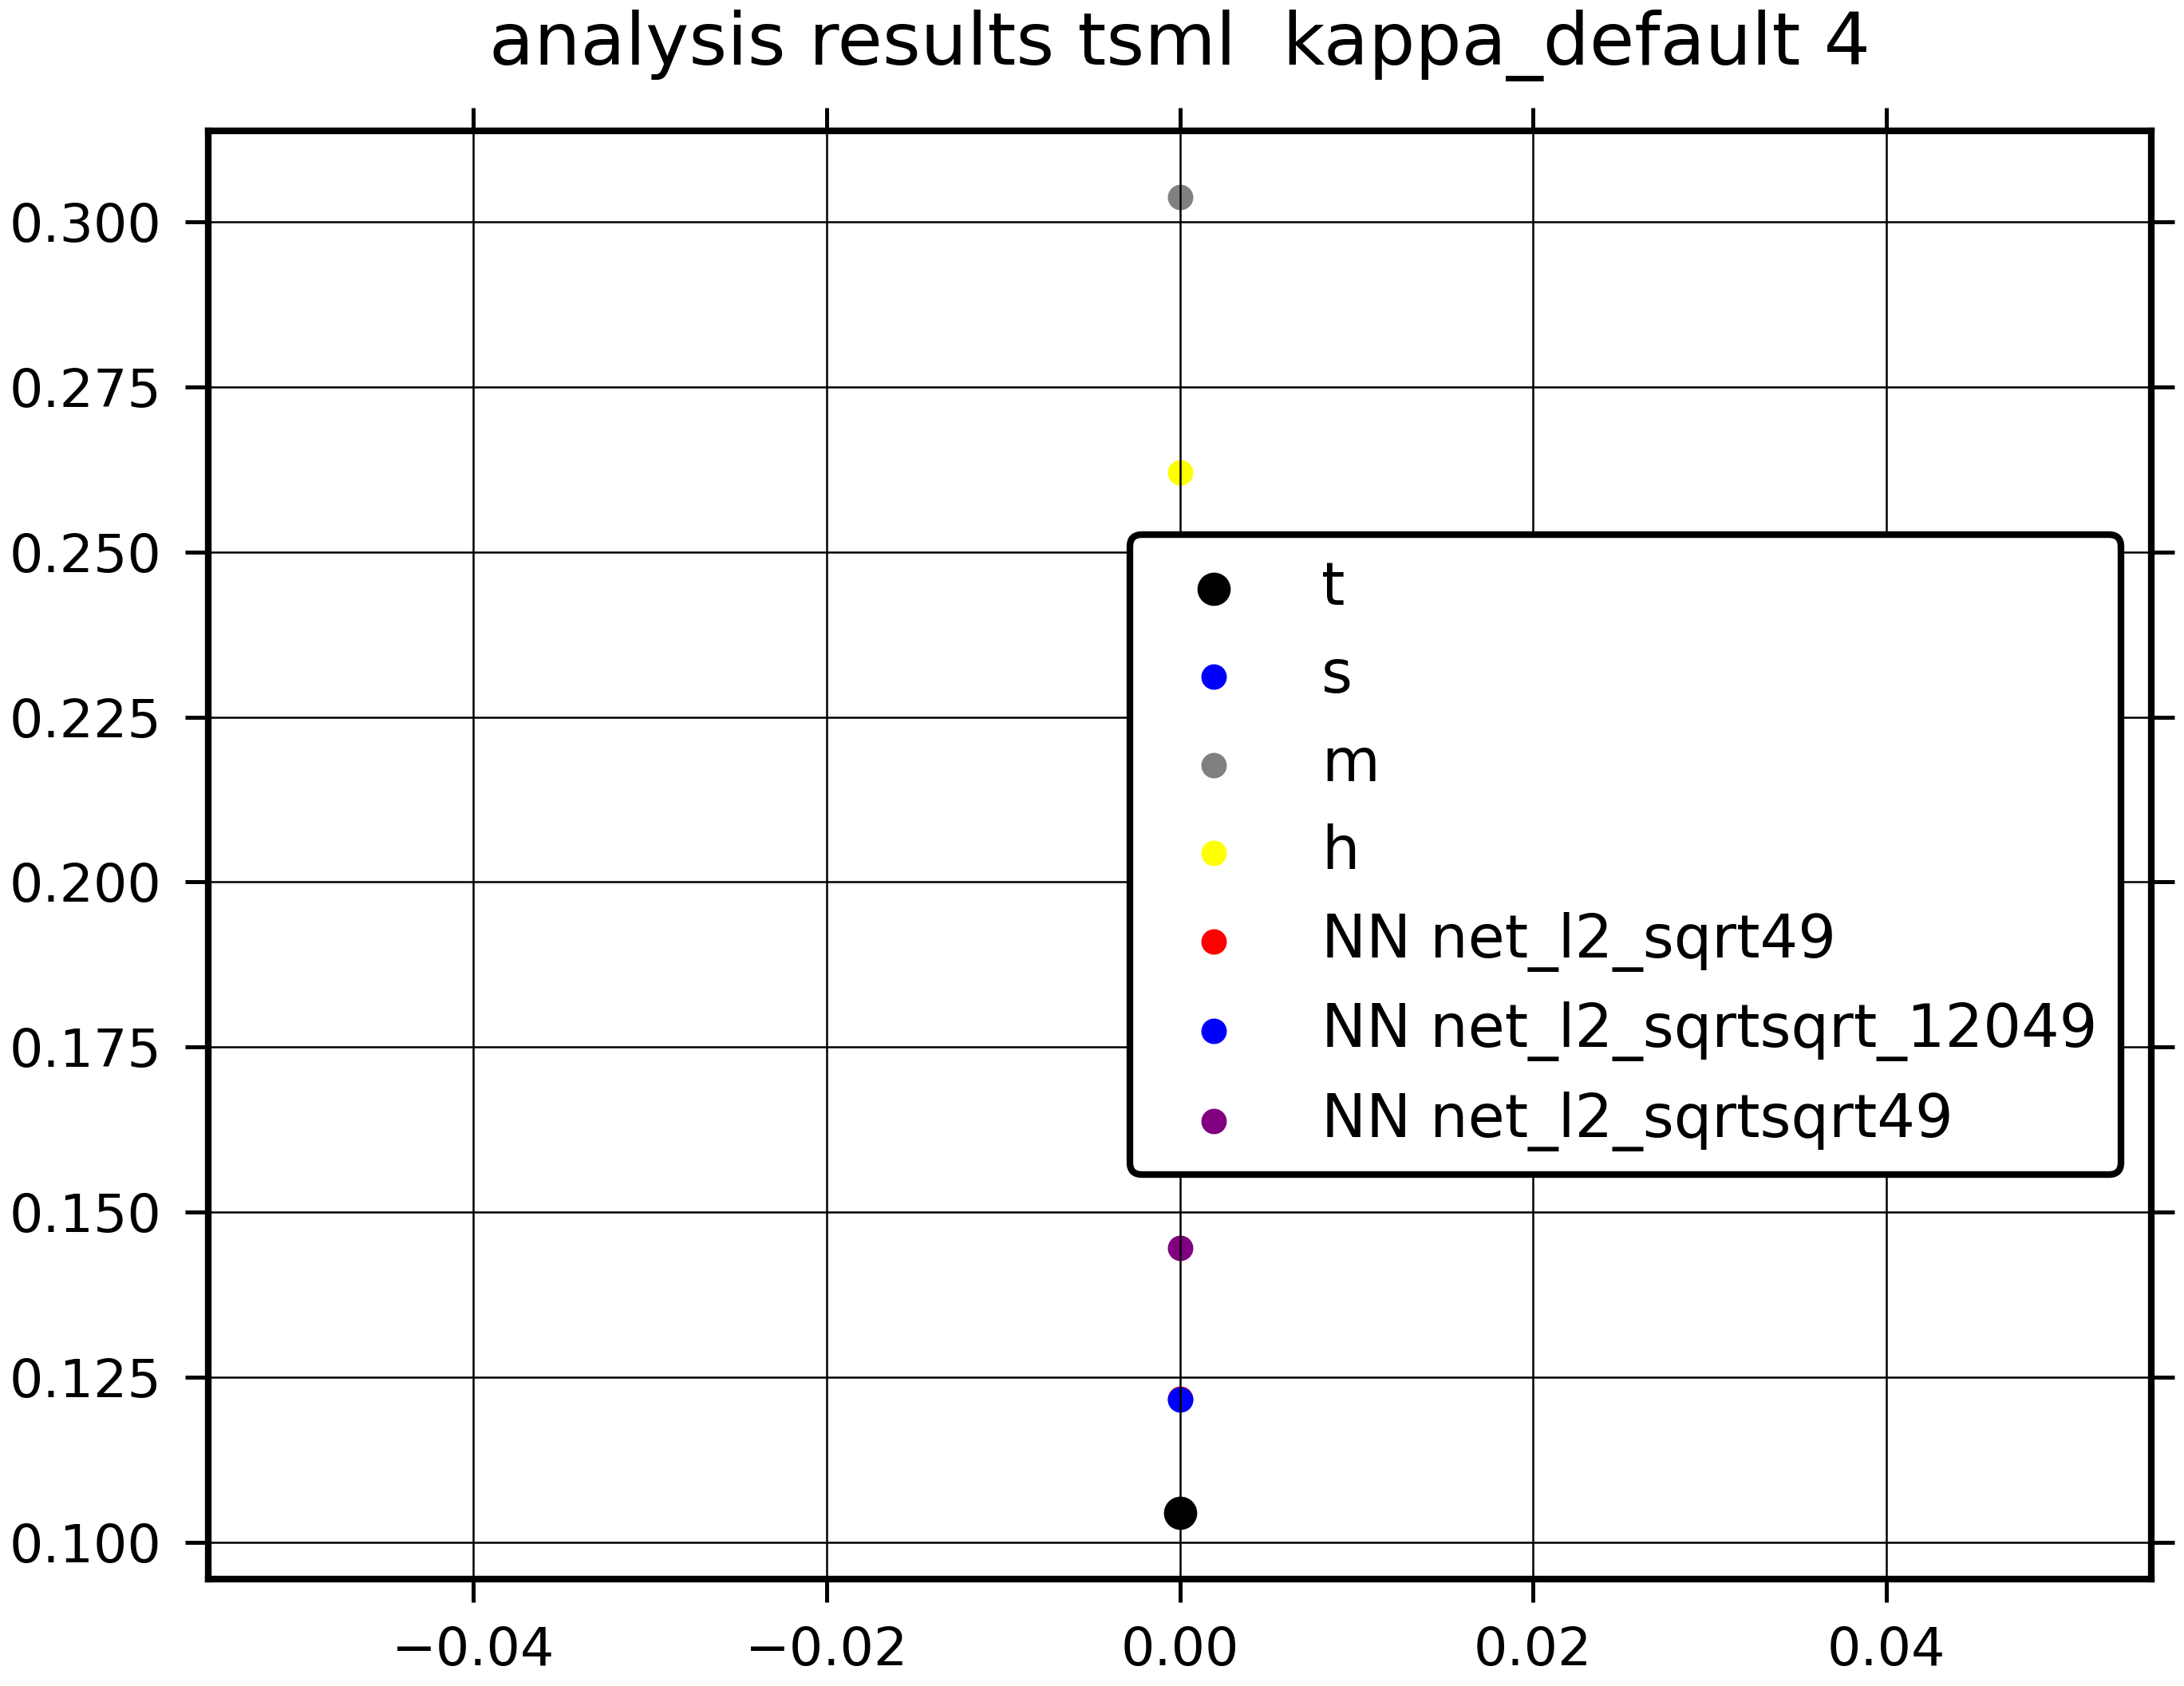 analysis results tsml  kappa_default 4
0.300
0.275
0.250
0.225
0.200
0.175
0.150
0.125
0.100
t
s
m
h
NN net_l2_sqrt49
NN net_l2_sqrtsqrt_12049
NN net_l2_sqrtsqrt49
−0.04 −0.02 0.00 0.02 0.04